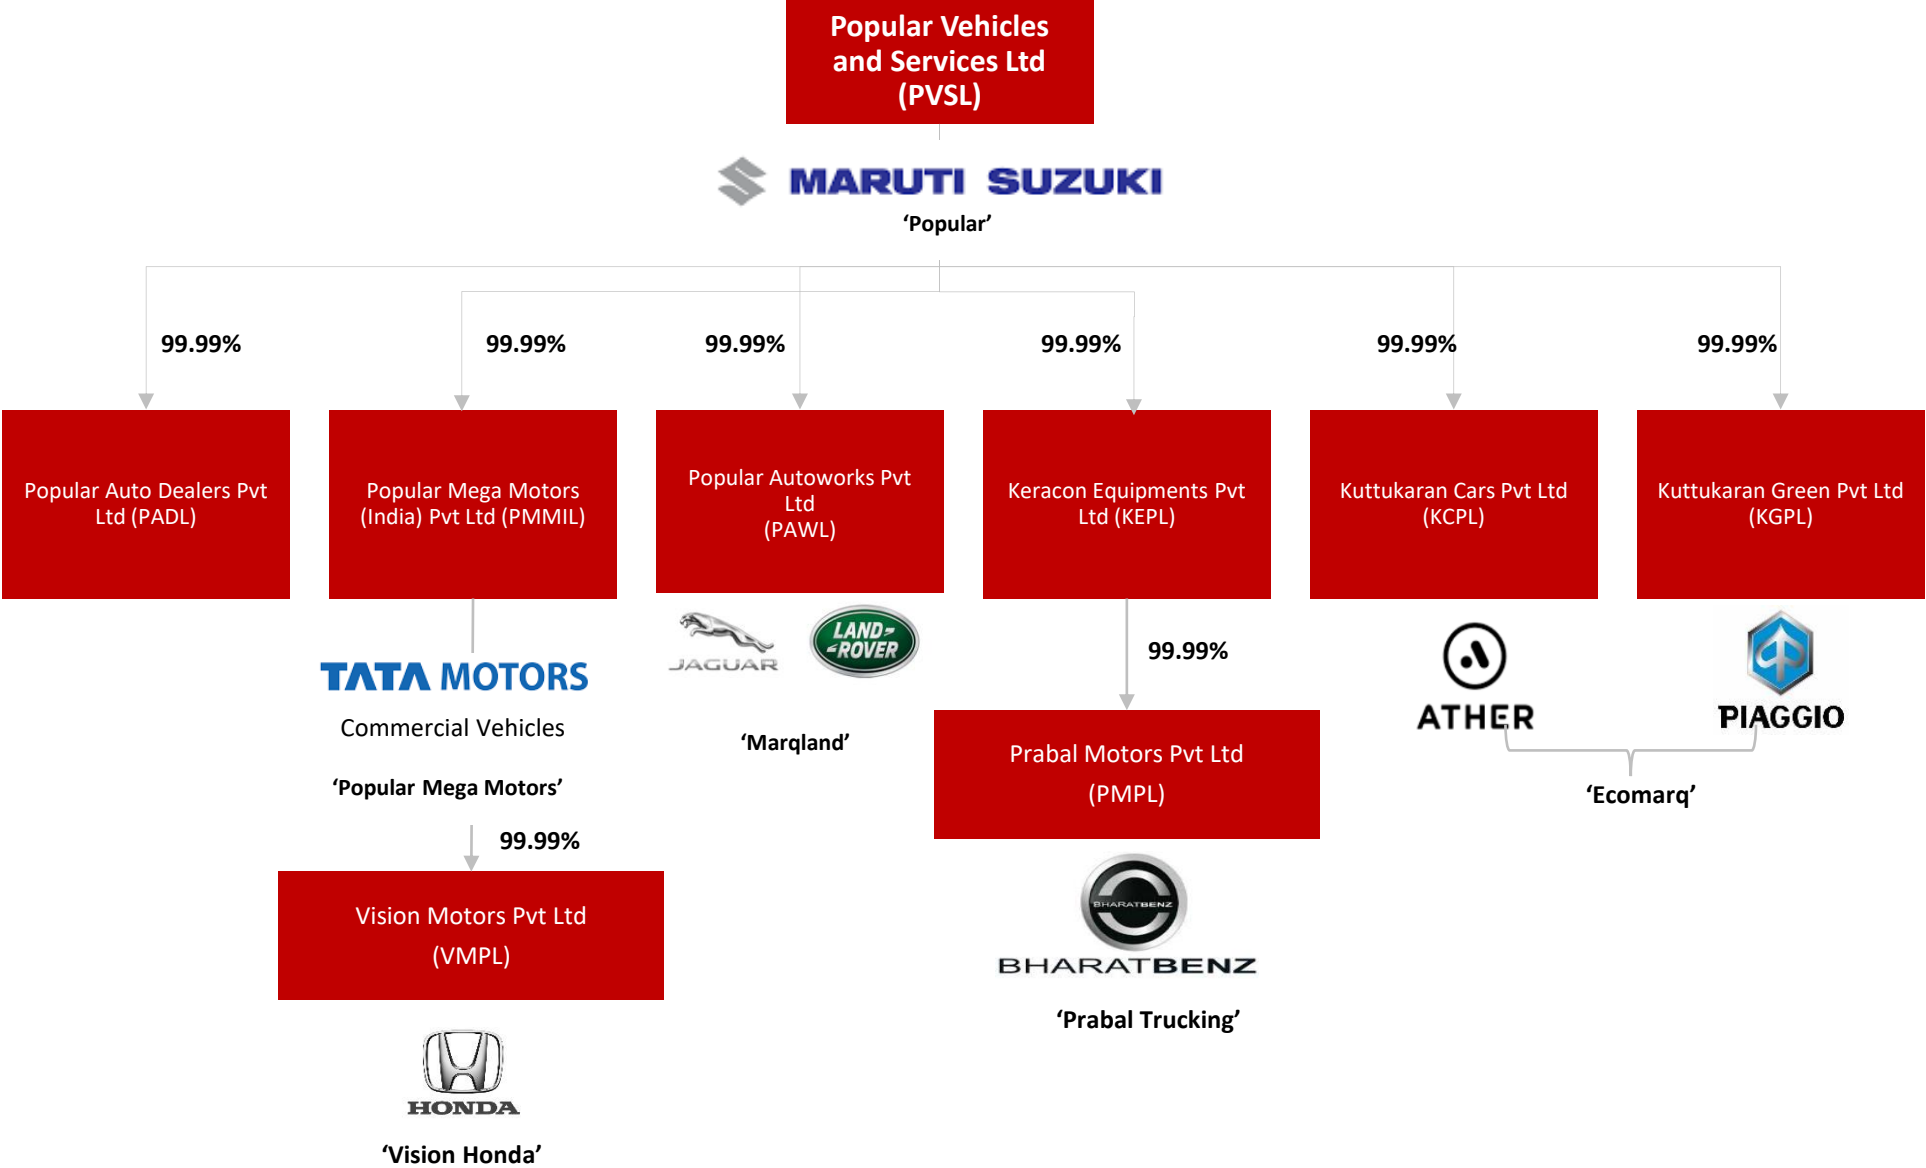 Popular Vehicles
and Services Ltd
(PVSL)
MARUTI SUZUKI
‘Popular’
99.99%
99.99%
99.99%
99.99%
99.99%
99.99%
Popular Auto Dealers Pvt
Ltd (PADL)
Popular Mega Motors
(India) Pvt Ltd (PMMIL)
Popular Autoworks Pvt
Ltd
(PAWL)
Keracon Equipments Pvt
Ltd (KEPL)
Kuttukaran Cars Pvt Ltd
(KCPL)
Kuttukaran Green Pvt Ltd
(KGPL)
TATA MOTORS
Commercial Vehicles
‘Popular Mega Motors’
99.99%
Vision Motors Pvt Ltd
(VMPL)
HONDA
‘Vision Honda’
JAGUAR
LAND-
-ROVER
‘Marqland’
99.99%
Prabal Motors Pvt Ltd
(PMPL)
BHARATBENZ
BHARATBENZ
‘Prabal Trucking’
ATHER
PIAGGIO
‘Ecomarq’